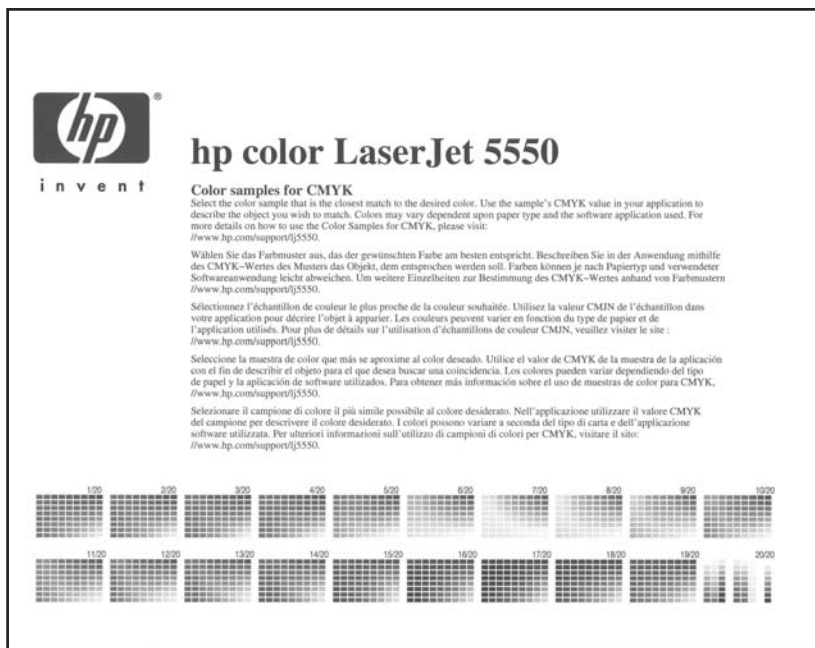 hp
®
invent
hp color LaserJet 5550
Color samples for CMYK
Select the color sample that is the closest match to the desired color. Use the sample's CMYK value in your application to
describe the object you wish to match. Colors may vary dependent upon paper type and the software application used. For
more details on how to use the Color Samples for CMYK, please visit:
//www.hp.com/support/lj5550.
Wählen Sie das Farbmuster aus, das der gewünschten Farbe am besten entspricht. Beschreiben Sie in der Anwendung mithilfe
des CMYK–Wertes des Musters das Objekt, dem entsprochen werden soll. Farben können je nach Papiertyp und verwendeter
Softwareanwendung leicht abweichen. Um weitere Einzelheiten zur Bestimmung des CMYK–Wertes anhand von Farbmustern
//www.hp.com/support/lj5550.
Sélectionnez l'échantillon de couleur le plus proche de la couleur souhaitée. Utilisez la valeur CMJN de l'échantillon dans
votre application pour décrire l'objet à apparier. Les couleurs peuvent varier en fonction du type de papier et de
l'application utilisés. Pour plus de détails sur l'utilisation d'échantillons de couleur CMJN, veuillez visiter le site :
//www.hp.com/support/lj5550.
Seleccione la muestra de color que más se aproxime al color deseado. Utilice el valor de CMYK de la muestra de la aplicación
con el fin de describir el objeto para el que desea buscar una coincidencia. Los colores pueden variar dependiendo del tipo
de papel y la aplicación de software utilizados. Para obtener más información sobre el uso de muestras de color para CMYK,
//www.hp.com/support/lj5550.
Selezionare il campione di colore il più simile possibile al colore desiderato. Nell'applicazione utilizzare il valore CMYK
del campione per descrivere il colore desiderato. I colori possono variare a seconda del tipo di carta e dell'applicazione
software utilizzata. Per ulteriori informazioni sull'utilizzo di campioni di colori per CMYK, visitare il sito:
//www.hp.com/support/lj5550.
1/20 2/20 3/20 4/20 5/20 6/20 7/20 8/20 9/20 10/20
11/20 12/20 13/20 14/20 15/20 16/20 17/20 18/20 19/20 20/20